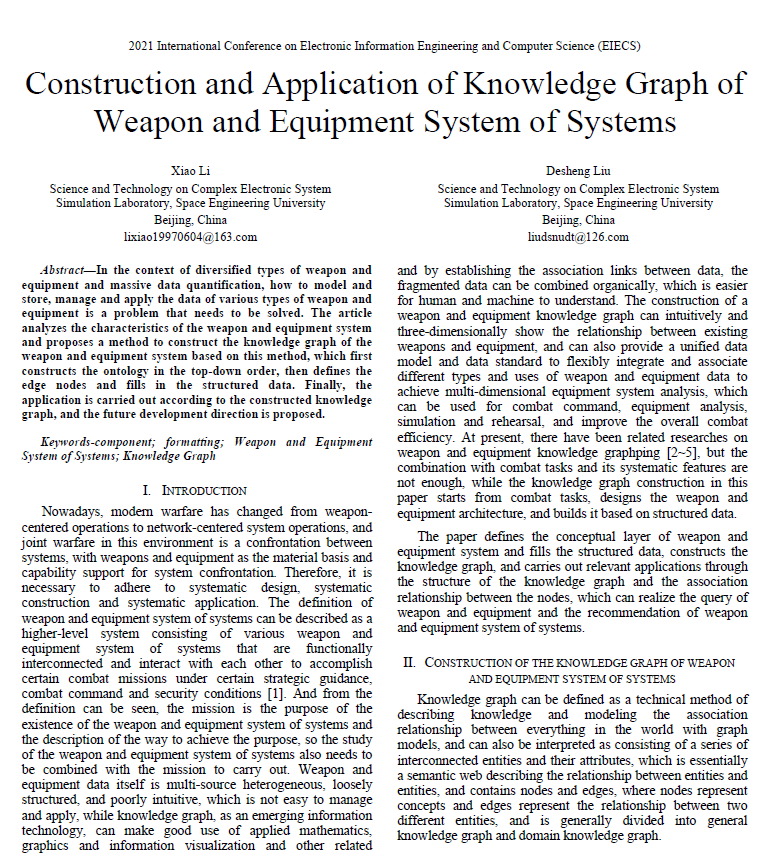 2021 International Conference on Electronic Information Engineering and Computer Science (EIECS)
Construction and Application of Knowledge Graph of
Weapon and Equipment System of Systems
Xiao Li
Science and Technology on Complex Electronic System
Simulation Laboratory, Space Engineering University
Beijing, China
lixiao19970604@163.com
Desheng Liu
Science and Technology on Complex Electronic System
Simulation Laboratory, Space Engineering University
Beijing, China
liudsnudt@126.com
Abstract—In the context of diversified types of weapon and
equipment and massive data quantification, how to model and
store, manage and apply the data of various types of weapon and
equipment is a problem that needs to be solved. The article
analyzes the characteristics of the weapon and equipment system
and proposes a method to construct the knowledge graph of the
weapon and equipment system based on this method, which first
constructs the ontology in the top-down order, then defines the
edge nodes and fills in the structured data. Finally, the
application is carried out according to the constructed knowledge
graph, and the future development direction is proposed.
Keywords-component; formatting; Weapon and Equipment
System of Systems; Knowledge Graph
I. INTRODUCTION
Nowadays, modern warfare has changed from weapon-
centered operations to network-centered system operations, and
joint warfare in this environment is a confrontation between
systems, with weapons and equipment as the material basis and
capability support for system confrontation. Therefore, it is
necessary to adhere to systematic design, systematic
construction and systematic application. The definition of
weapon and equipment system of systems can be described as a
higher-level system consisting of various weapon and
equipment system of systems that are functionally
interconnected and interact with each other to accomplish
certain combat missions under certain strategic guidance,
combat command and security conditions [1]. And from the
definition can be seen, the mission is the purpose of the
existence of the weapon and equipment system of systems and
the description of the way to achieve the purpose, so the study
of the weapon and equipment system of systems also needs to
be combined with the mission to carry out. Weapon and
equipment data itself is multi-source heterogeneous, loosely
structured, and poorly intuitive, which is not easy to manage
and apply, while knowledge graph, as an emerging information
technology, can make good use of applied mathematics,
graphics and information visualization and other related
and by establishing the association links between data, the
fragmented data can be combined organically, which is easier
for human and machine to understand. The construction of a
weapon and equipment knowledge graph can intuitively and
three-dimensionally show the relationship between existing
weapons and equipment, and can also provide a unified data
model and data standard to flexibly integrate and associate
different types and uses of weapon and equipment data to
achieve multi-dimensional equipment system analysis, which
can be used for combat command, equipment analysis,
simulation and rehearsal, and improve the overall combat
efficiency. At present, there have been related researches on
weapon and equipment knowledge graphping [2~5], but the
combination with combat tasks and its systematic features are
not enough, while the knowledge graph construction in this
paper starts from combat tasks, designs the weapon and
equipment architecture, and builds it based on structured data.
The paper defines the conceptual layer of weapon and
equipment system and fills the structured data, constructs the
knowledge graph, and carries out relevant applications through
the structure of the knowledge graph and the association
relationship between the nodes, which can realize the query of
weapon and equipment and the recommendation of weapon
and equipment system of systems.
II. CONSTRUCTION OF THE KNOWLEDGE GRAPH OF WEAPON
AND EQUIPMENT SYSTEM OF SYSTEMS
Knowledge graph can be defined as a technical method of
describing knowledge and modeling the association
relationship between everything in the world with graph
models, and can also be interpreted as consisting of a series of
interconnected entities and their attributes, which is essentially
a semantic web describing the relationship between entities and
entities, and contains nodes and edges, where nodes represent
concepts and edges represent the relationship between two
different entities, and is generally divided into general
knowledge graph and domain knowledge graph.